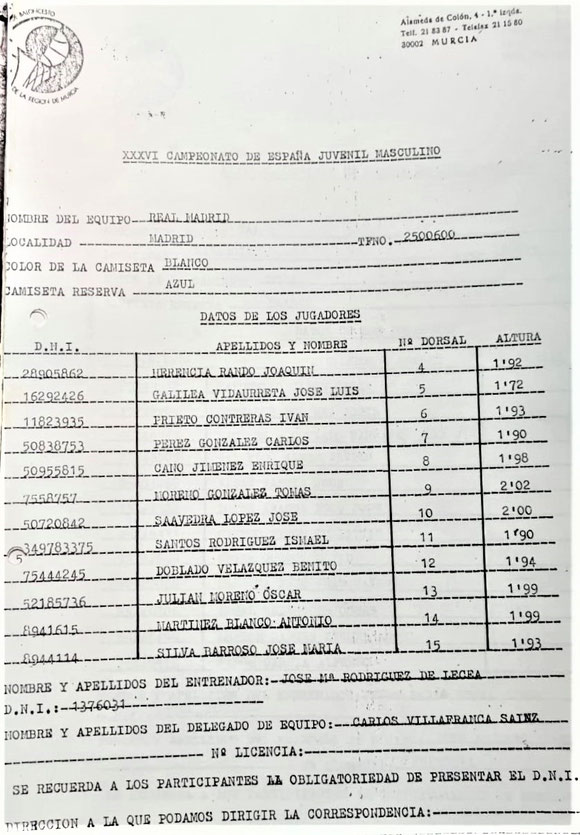 BALONCESTO
DE LA REGION DE MURCIA
Alameda de Colón, 4 - 1.ª izqda.
Telf. 21 83 87 - Telefax 21 15 80
30002 MURCIA
XXXVI CAMPEONATO DE ESPAÑA JUVENIL MASCULINO
NOMBRE DEL EQUIPO REAL MADRID
LOCALIDAD MADRID TFNO. 2500600
COLOR DE LA CAMISETA BLANCO
CAMISETA RESERVA AZUL
DATOS DE LOS JUGADORES
D.N.I. APELLIDOS Y NOMBRE Nº DORSAL ALTURA
28905862 HERENCIA RANDO JOAQUIN 4 1'92
16292426 GALILEA VIDAURRETA JOSE LUIS 5 1'72
11823935 PRIETO CONTRERAS IVAN 6 1'93
50838753 PEREZ GONZALEZ CARLOS 7 1'90
50955815 CANO JIMENEZ ENRIQUE 8 1'98
7558757 MORENO GONZALEZ TOMAS 9 2'02
50720842 SAAVEDRA LOPEZ JOSE 10 2'00
349783375 SANTOS RODRIGUEZ ISMAEL 11 1'90
75444245 DOBLADO VELAZQUEZ BENITO 12 1'94
52185736 JULIAN MORENO OSCAR 13 1'99
8941615 MARTINEZ BLANCO ANTONIO 14 1'99
8944114 SILVA BARROSO JOSE MARIA 15 1'93
NOMBRE Y APELLIDOS DEL ENTRENADOR: JOSE Mª RODRIGUEZ DE LECEA
D.N.I.: 1376031
NOMBRE Y APELLIDOS DEL DELEGADO DE EQUIPO: CARLOS VILLAFRANCA SAINZ
Nº LICENCIA:
SE RECUERDA A LOS PARTICIPANTES LA OBLIGATORIEDAD DE PRESENTAR EL D.N.I.
DIRECCION A LA QUE PODAMOS DIRIGIR LA CORRESPONDENCIA: